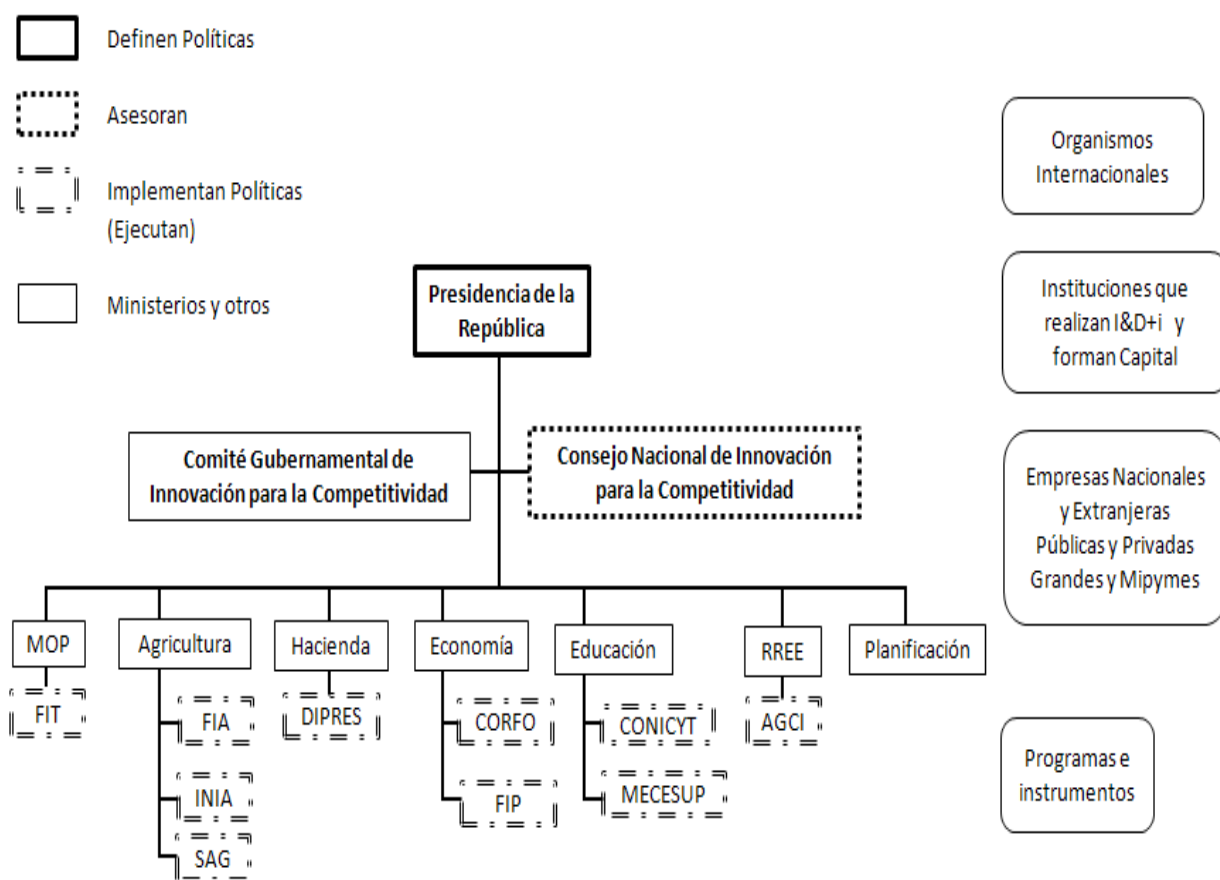 Definen Políticas
Asesoran
Implementan Políticas
(Ejecutan)
Ministerios y otros
Presidencia de la
República
Comité Gubernamental de
Innovación para la Competitividad
Consejo Nacional de Innovación
para la Competitividad
MOP
Agricultura
Hacienda
Economía
Educación
RREE
Planificación
FIT
FIA
INIA
SAG
DIPRES
CORFO
FIP
CONICYT
MECESUP
AGCI
Organismos
Internacionales
Instituciones que
realizan I&D+i y
forman Capital
Empresas Nacionales
y Extranjeras
Públicas y Privadas
Grandes y Mipymes
Programas e
instrumentos